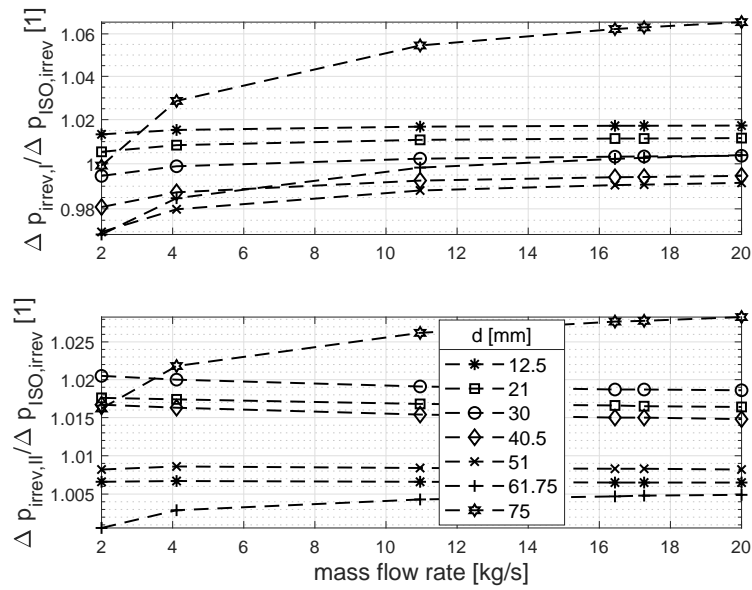 Δ p_irrev,I/Δ p_ISO,irrev [1]
1.06
1.04
1.02
1
0.98
2 4 6 8 10 12 14 16 18 20
Δ p_irrev,II/Δ p_ISO,irrev [1]
1.025
1.02
1.015
1.01
1.005
d [mm]
12.5
21
30
40.5
51
61.75
75
2 4 6 8 10 12 14 16 18 20
mass flow rate [kg/s]